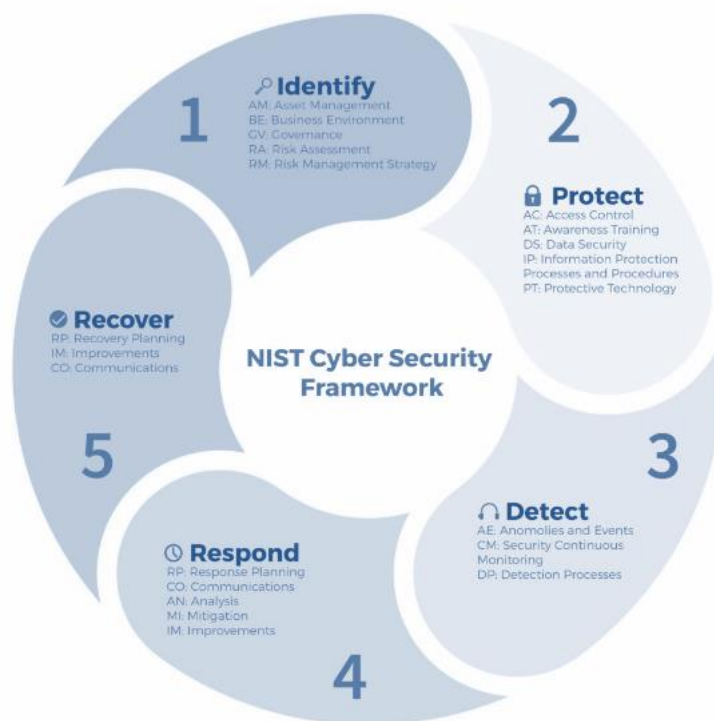 1
Identify
AM: Asset Management
BE: Business Environment
GV: Governance
RA: Risk Assessment
RM: Risk Management Strategy
2
Protect
AC: Access Control
AT: Awareness Training
DS: Data Security
IP: Information Protection
Processes and Procedures
PT: Protective Technology
3
Detect
AE: Anomolies and Events
CM: Security Continuous
Monitoring
DP: Detection Processes
4
Respond
RP: Response Planning
CO: Communications
AN: Analysis
MI: Mitigation
IM: Improvements
5
Recover
RP: Recovery Planning
IM: Improvements
CO: Communications
NIST Cyber Security
Framework